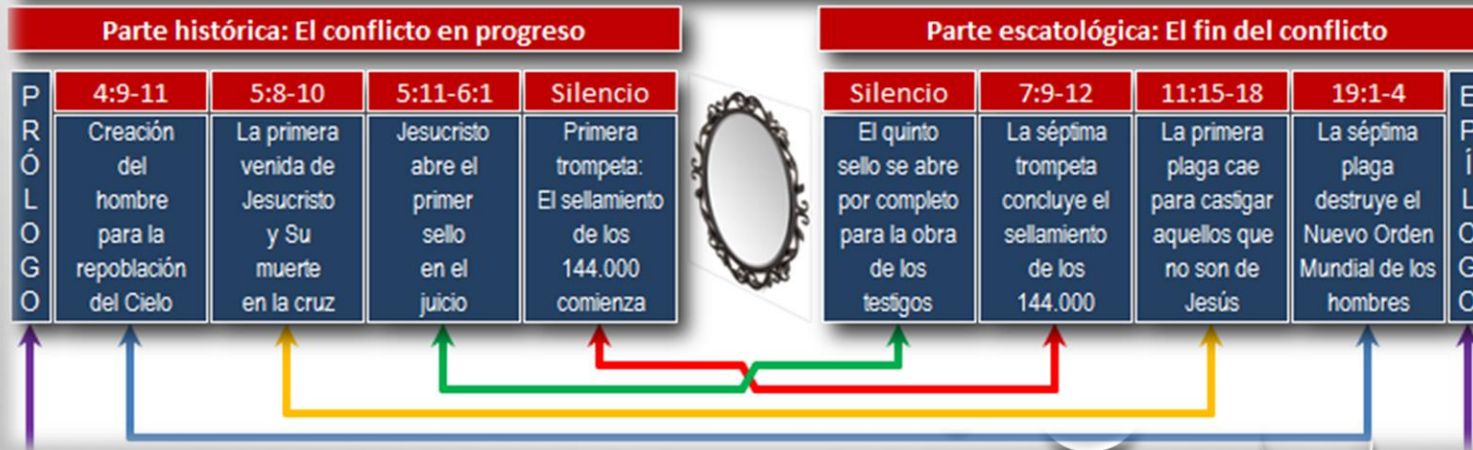 Parte histórica: El conflicto en progreso
Parte escatológica: El fin del conflicto
P
R
Ó
L
O
G
O
4:9-11
Creación
del
hombre
para la
repoblación
del Cielo
5:8-10
La primera
venida de
Jesucristo
y Su
muerte
en la cruz
5:11-6:1
Jesucristo
abre el
primer
sello
en el
juicio
Silencio
Primera
trompeta:
El sellamiento
de los
144.000
comienza
Silencio
El quinto
sello se abre
por completo
para la obra
de los
testigos
7:9-12
La séptima
trompeta
concluye el
sellamiento
de los
144.000
11:15-18
La primera
plaga cae
para castigar
aquellos que
no son de
Jesús
19:1-4
La séptima
plaga
destruye el
Nuevo Orden
Mundial de los
hombres
E
P
Í
L
O
G
O